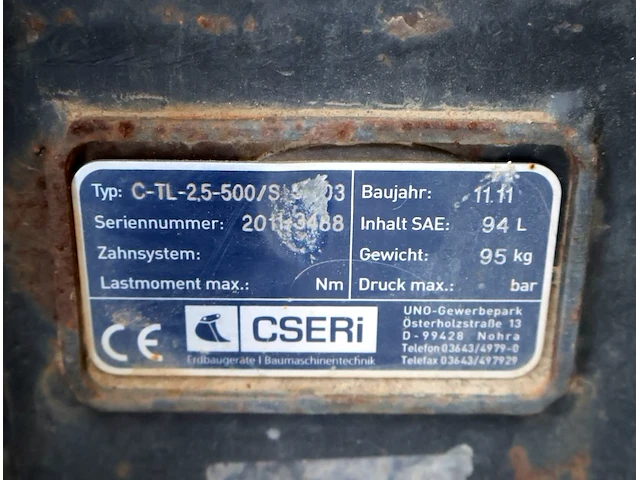 Typ: C-TL-2,5-500/S
Baujahr: 11.11
Seriennummer: 2011-3488
Inhalt SAE: 94 L
Zahnsystem:
Gewicht: 95 kg
Lastmoment max.: Nm
Druck max.: bar
CE
CSERi
Erdbaugeräte | Baumaschinentechnik
UNO-Gewerbepark
Österholzstraße 13
D - 99428 Nohra
Telefon 03643/4979-0
Telefax 03643/497929